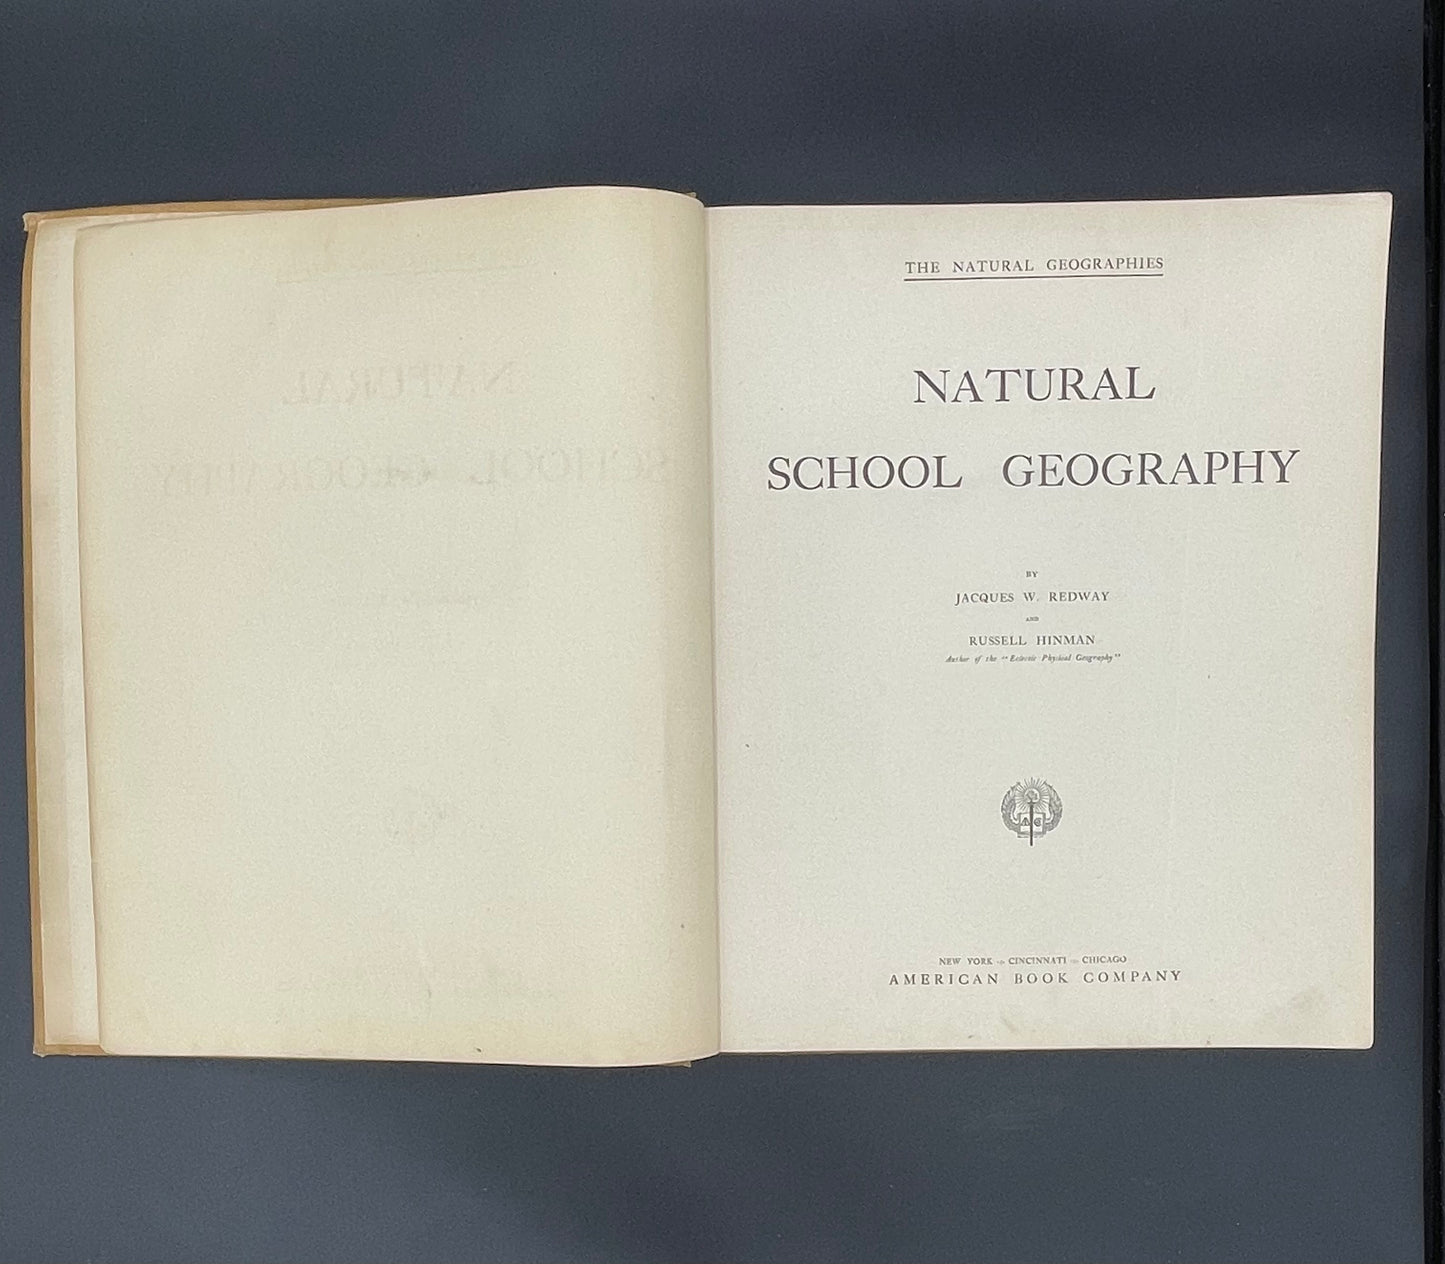 THE NATURAL GEOGRAPHIES
NATURAL
SCHOOL GEOGRAPHY
BY
JACQUES W. REDWAY
AND
RUSSELL HINMAN
Author of the "Eclectic Physical Geography"
NEW YORK CINCINNATI CHICAGO
AMERICAN BOOK COMPANY